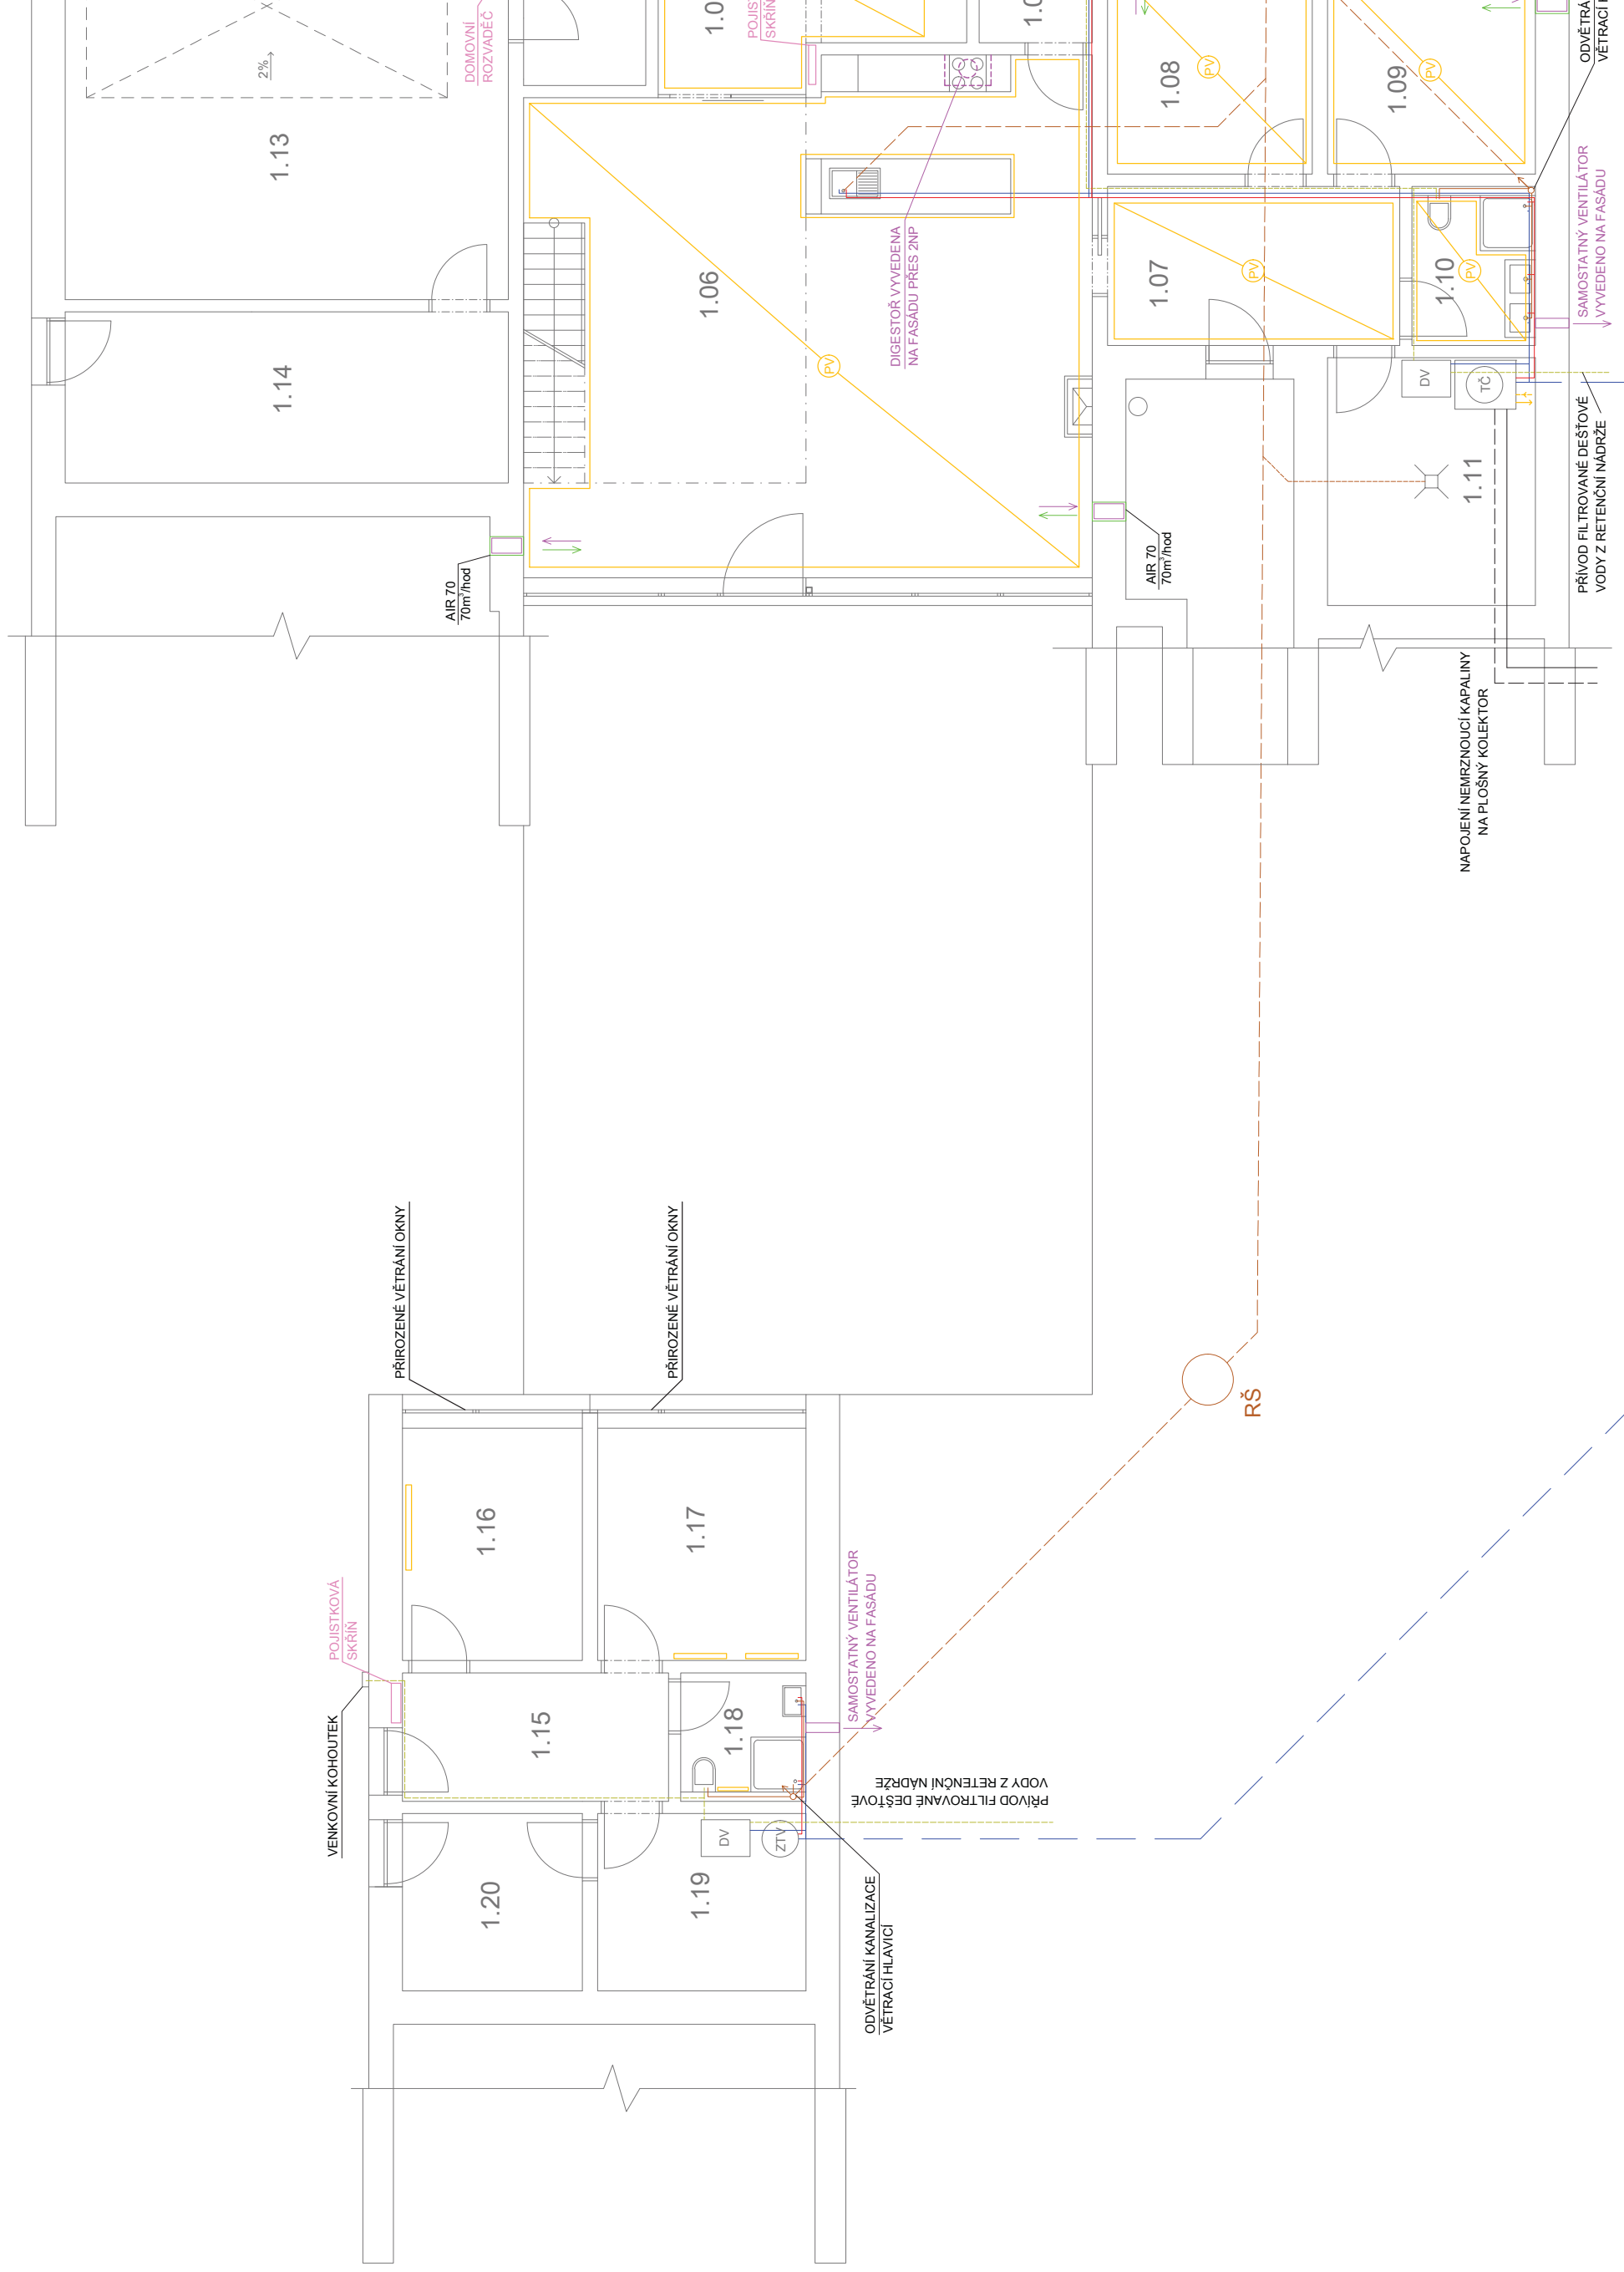 DOMOVNÍ
ROZVADĚČ
2%
1.13
1.14
1.06
1.08
1.09
PV
PV
PV
PV
PV
DIGESTOŘ VYVEDENA
NA FASÁDU PŘES 2NP
1.07
1.10
SAMOSTATNÝ VENTILÁTOR
VYVEDENO NA FASÁDU
DV
TČ
1.11
PŘÍVOD FILTROVANÉ DEŠŤOVÉ
VODY Z RETENČNÍ NÁDRŽE
AIR 70
70m³/hod
AIR 70
70m³/hod
NAPOJENÍ NEMRZNOUCÍ KAPALINY
NA PLOŠNÝ KOLEKTOR
PŘIROZENÉ VĚTRÁNÍ OKNY
PŘIROZENÉ VĚTRÁNÍ OKNY
RŠ
1.16
1.17
POJISTKOVÁ
SKŘÍŇ
VENKOVNÍ KOHOUTEK
1.15
1.18
SAMOSTATNÝ VENTILÁTOR
VYVEDENO NA FASÁDU
PŘÍVOD FILTROVANÉ DEŠŤOVÉ
VODY Z RETENČNÍ NÁDRŽE
DV
ZTV
1.20
1.19
ODVĚTRÁNÍ KANALIZACE
VĚTRACÍ HLAVICÍ